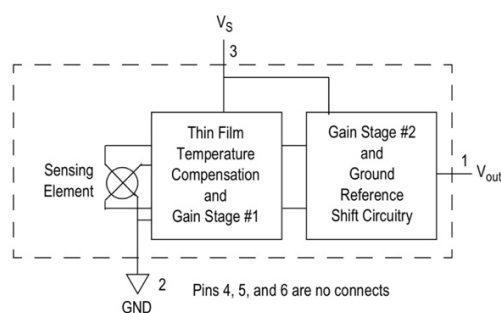 V_S
3
Sensing
Element
Thin Film
Temperature
Compensation
and
Gain Stage #1
Gain Stage #2
and
Ground
Reference
Shift Circuitry
1
V_out
2
GND
Pins 4, 5, and 6 are no connects